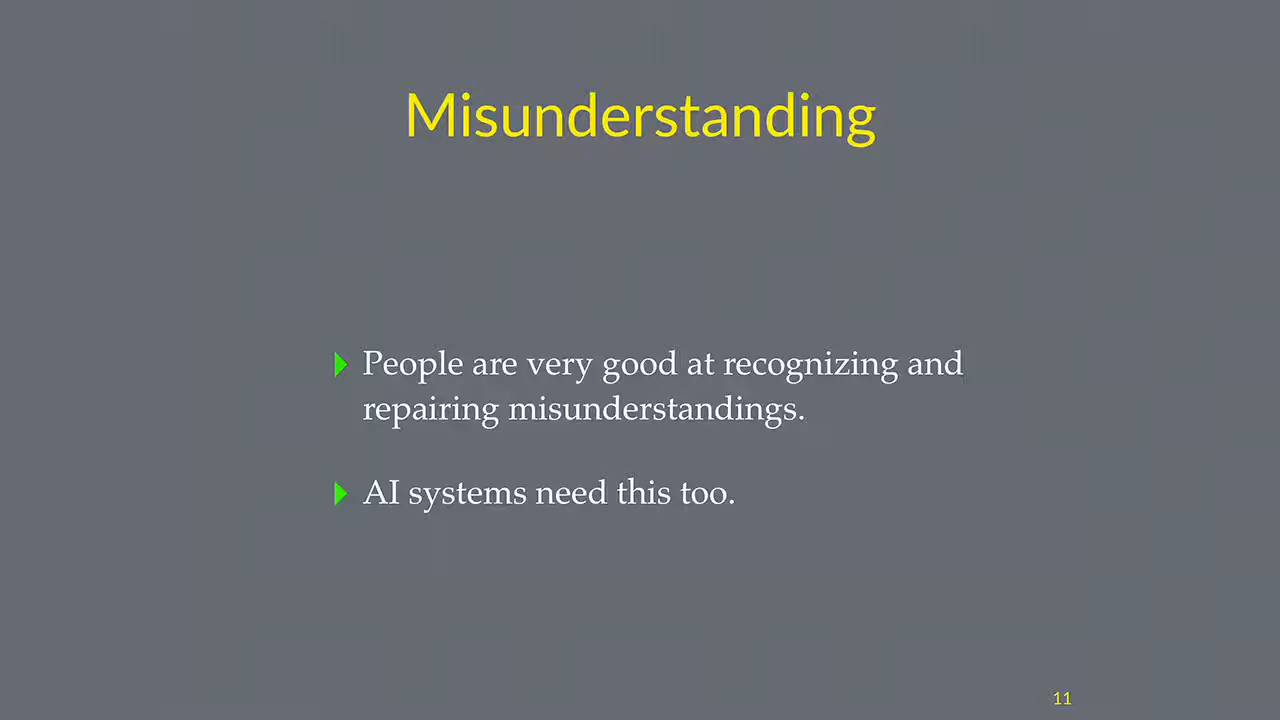 Misunderstanding
People are very good at recognizing and
repairing misunderstandings.
AI systems need this too.
11